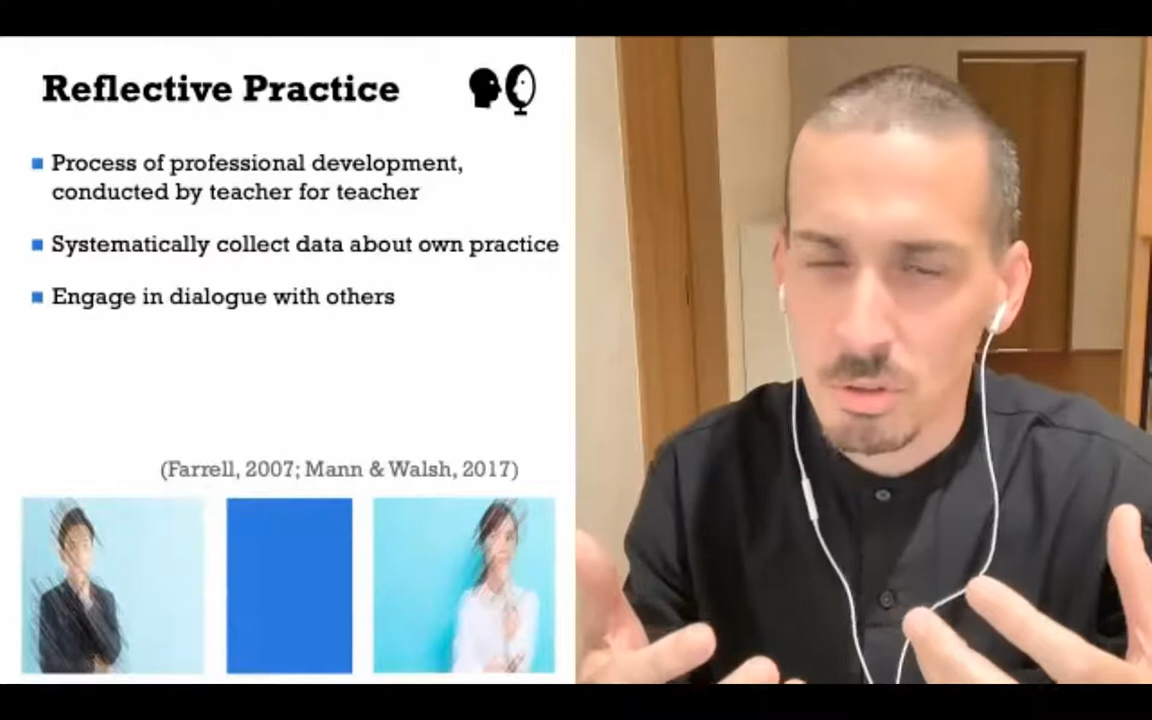 Reflective Practice
Process of professional development,
conducted by teacher for teacher
Systematically collect data about own practice
Engage in dialogue with others
(Farrell, 2007; Mann & Walsh, 2017)